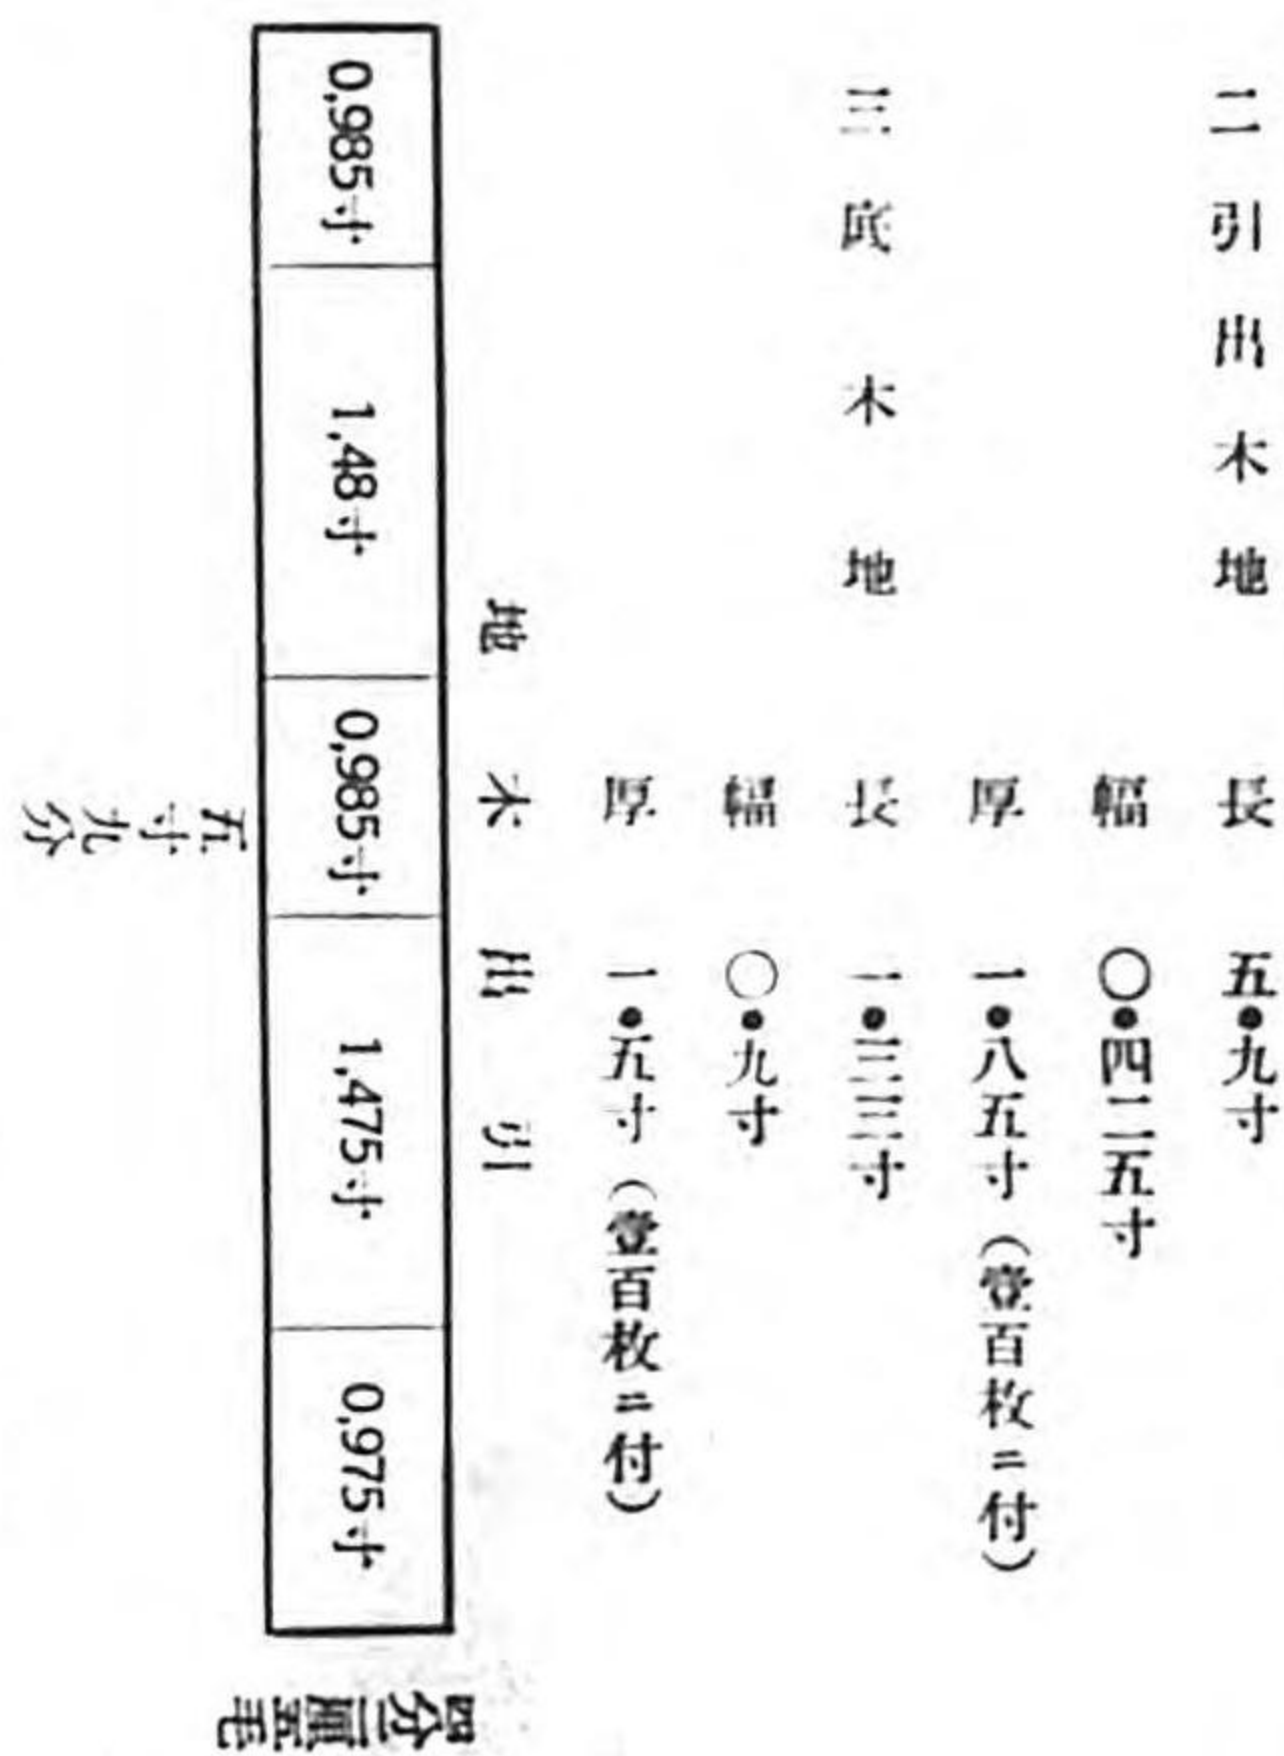 二引出木地 長 五・九寸
幅 〇・四二五寸
厚 一・八五寸（壹百枚ニ付）
三底木地 長 一・三三寸
幅 〇・九寸
厚 一・五寸（壹百枚ニ付）
引出木地
0,985寸
1,48寸
0,985寸
1,475寸
0,975寸
五寸九分
四分二厘五毛